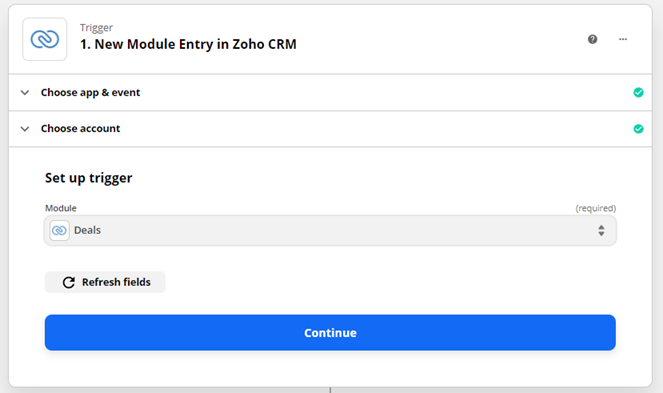 Trigger
1. New Module Entry in Zoho CRM
Choose app & event
Choose account
Set up trigger
Module (required)
Deals
Refresh fields
Continue